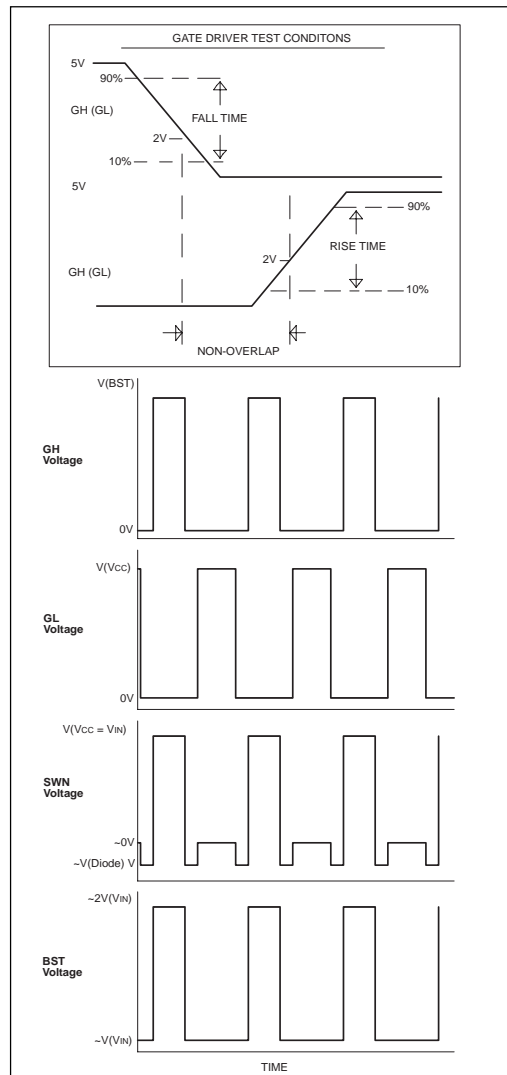 GATE DRIVER TEST CONDITONS
5V
90%
GH (GL)
FALL TIME
2V
10%
5V
90%
RISE TIME
2V
GH (GL)
10%
NON-OVERLAP
V(BST)
GH
Voltage
0V
V(VCC)
GL
Voltage
0V
V(VCC = VIN)
SWN
Voltage
~0V
~V(Diode) V
~2V(VIN)
BST
Voltage
~V(VIN)
TIME